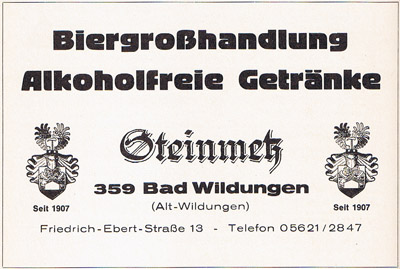 Biergroßhandlung
Alkoholfreie Getränke
Steinmetz
359 Bad Wildungen
(Alt-Wildungen)
Seit 1907
Seit 1907
Friedrich-Ebert-Straße 13 - Telefon 05621/2847